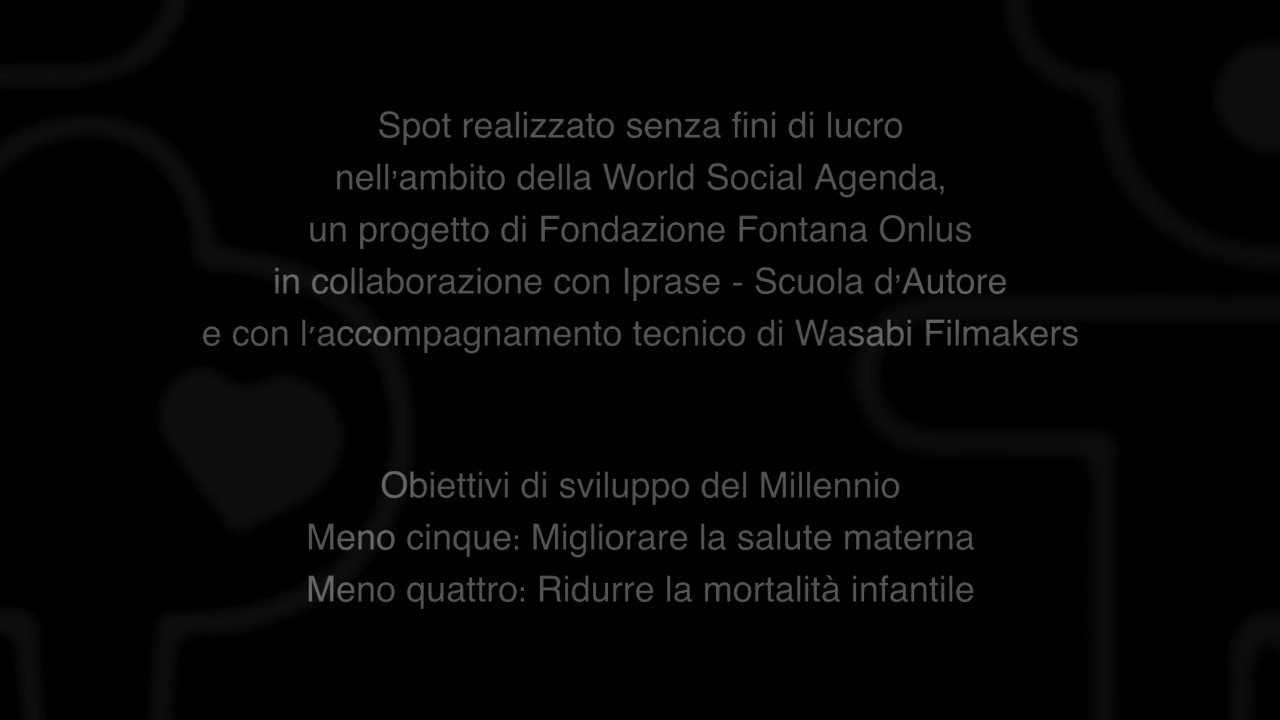 Spot realizzato senza fini di lucro
nell'ambito della World Social Agenda,
un progetto di Fondazione Fontana Onlus
in collaborazione con Iprase - Scuola d'Autore
e con l'accompagnamento tecnico di Wasabi Filmakers
Obiettivi di sviluppo del Millennio
Meno cinque: Migliorare la salute materna
Meno quattro: Ridurre la mortalità infantile